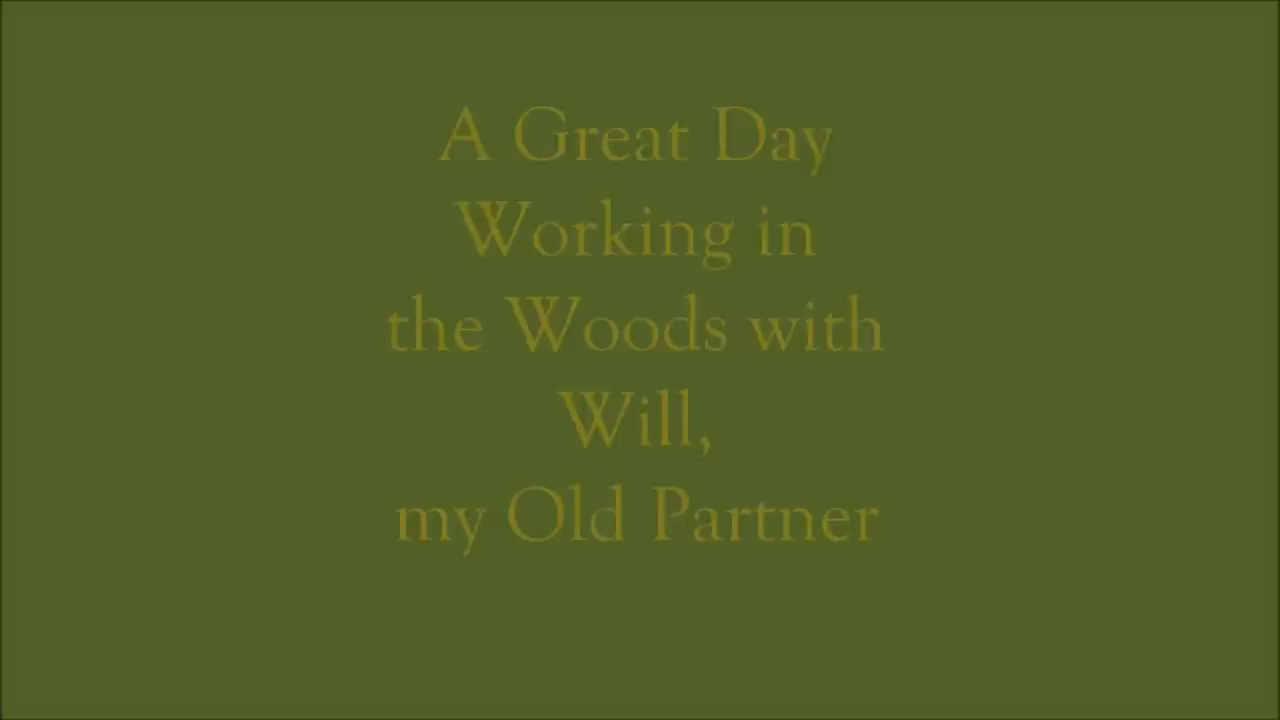 A Great Day
Working in
the Woods with
Will,
my Old Partner